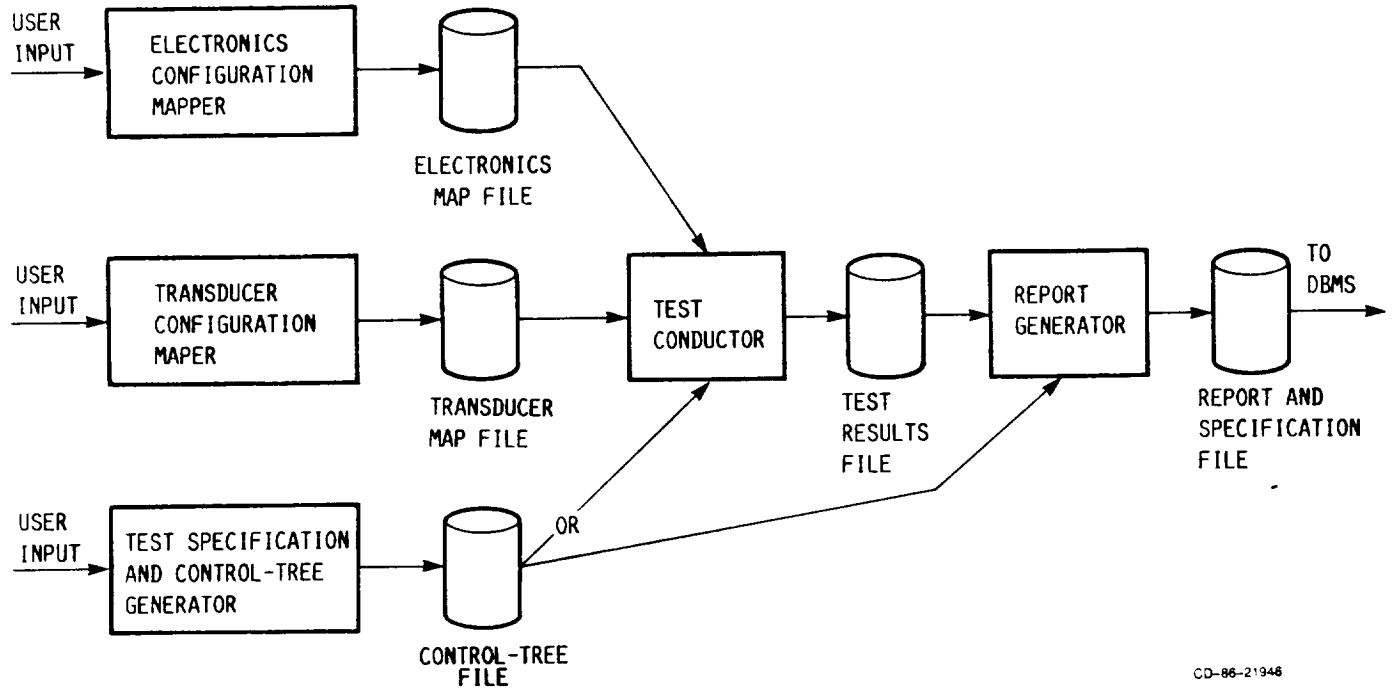 USER
INPUT
ELECTRONICS
CONFIGURATION
MAPPER
ELECTRONICS
MAP FILE
USER
INPUT
TRANSDUCER
CONFIGURATION
MAPER
TRANSDUCER
MAP FILE
TEST
CONDUCTOR
TEST
RESULTS
FILE
REPORT
GENERATOR
REPORT AND
SPECIFICATION
FILE
TO
DBMS
USER
INPUT
TEST SPECIFICATION
AND CONTROL-TREE
GENERATOR
CONTROL-TREE
FILE
OR
CD-86-21946